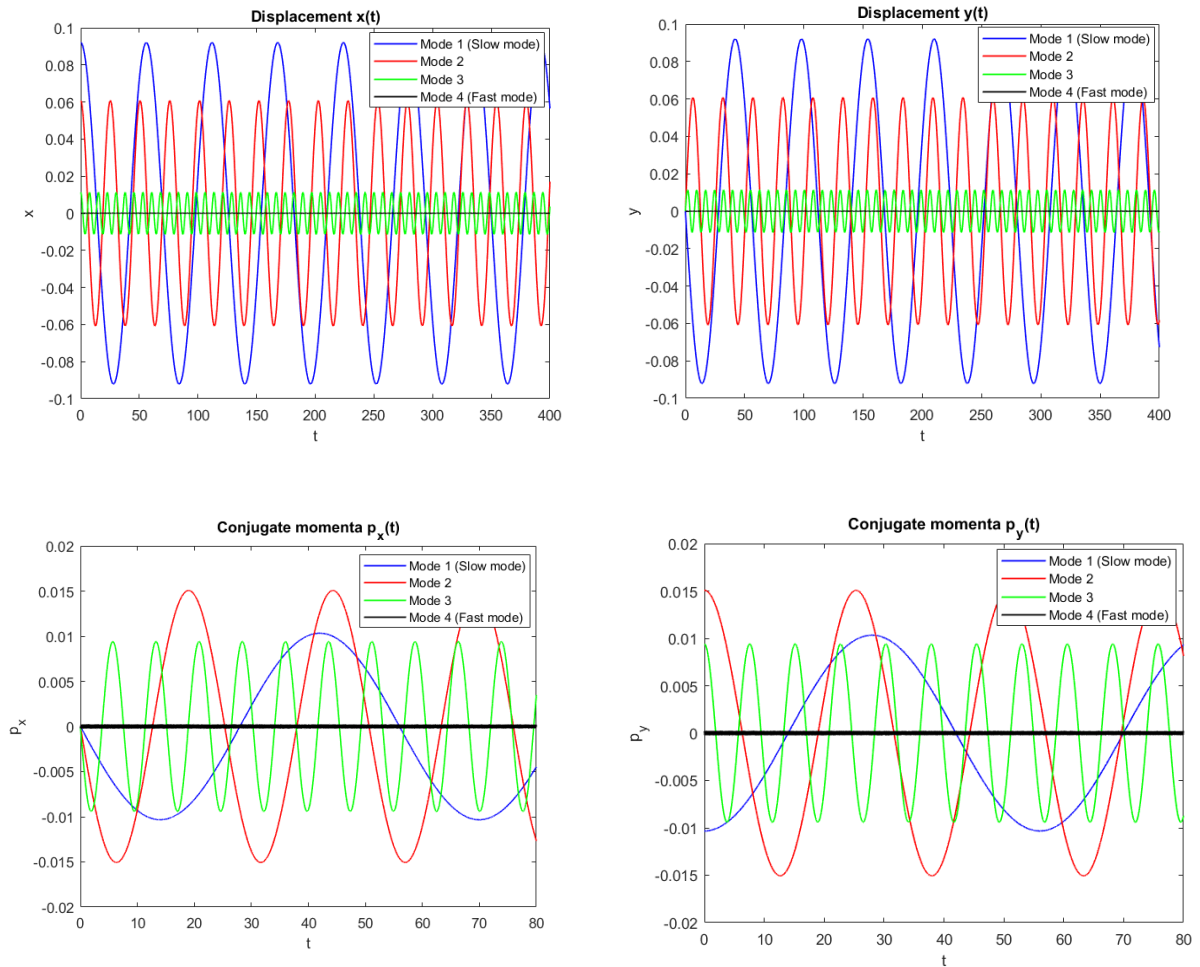 Displacement x(t)
0.1
0.08
0.06
0.04
0.02
0
-0.02
-0.04
-0.06
-0.08
-0.1
x
Mode 1 (Slow mode)
Mode 2
Mode 3
Mode 4 (Fast mode)
0 50 100 150 200 250 300 350 400
t
Displacement y(t)
0.1
0.08
0.06
0.04
0.02
0
-0.02
-0.04
-0.06
-0.08
-0.1
y
Mode 1 (Slow mode)
Mode 2
Mode 3
Mode 4 (Fast mode)
0 50 100 150 200 250 300 350 400
t
Conjugate momenta p_x(t)
0.02
0.015
0.01
0.005
0
-0.005
-0.01
-0.015
-0.02
p_x
Mode 1 (Slow mode)
Mode 2
Mode 3
Mode 4 (Fast mode)
0 10 20 30 40 50 60 70 80
t
Conjugate momenta p_y(t)
0.02
0.015
0.01
0.005
0
-0.005
-0.01
-0.015
-0.02
p_y
Mode 1 (Slow mode)
Mode 2
Mode 3
Mode 4 (Fast mode)
0 10 20 30 40 50 60 70 80
t